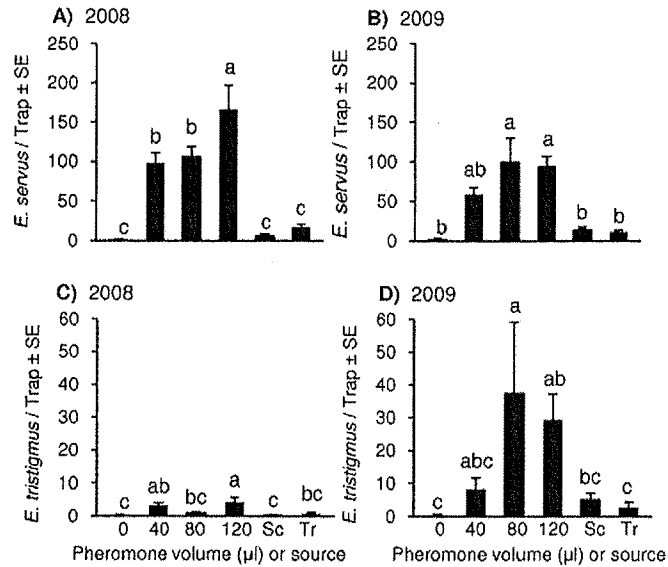 A) 2008
B) 2009
E. servus / Trap ± SE
250
200
150
100
50
0
c
b
b
a
c
c
E. servus / Trap ± SE
250
200
150
100
50
0
b
ab
a
a
b
b
C) 2008
D) 2009
E. tristigmus / Trap ± SE
60
50
40
30
20
10
0
c
ab
bc
a
c
bc
0 40 80 120 Sc Tr
Pheromone volume (µl) or source
E. tristigmus / Trap ± SE
60
50
40
30
20
10
0
c
abc
a
ab
bc
c
0 40 80 120 Sc Tr
Pheromone volume (µl) or source